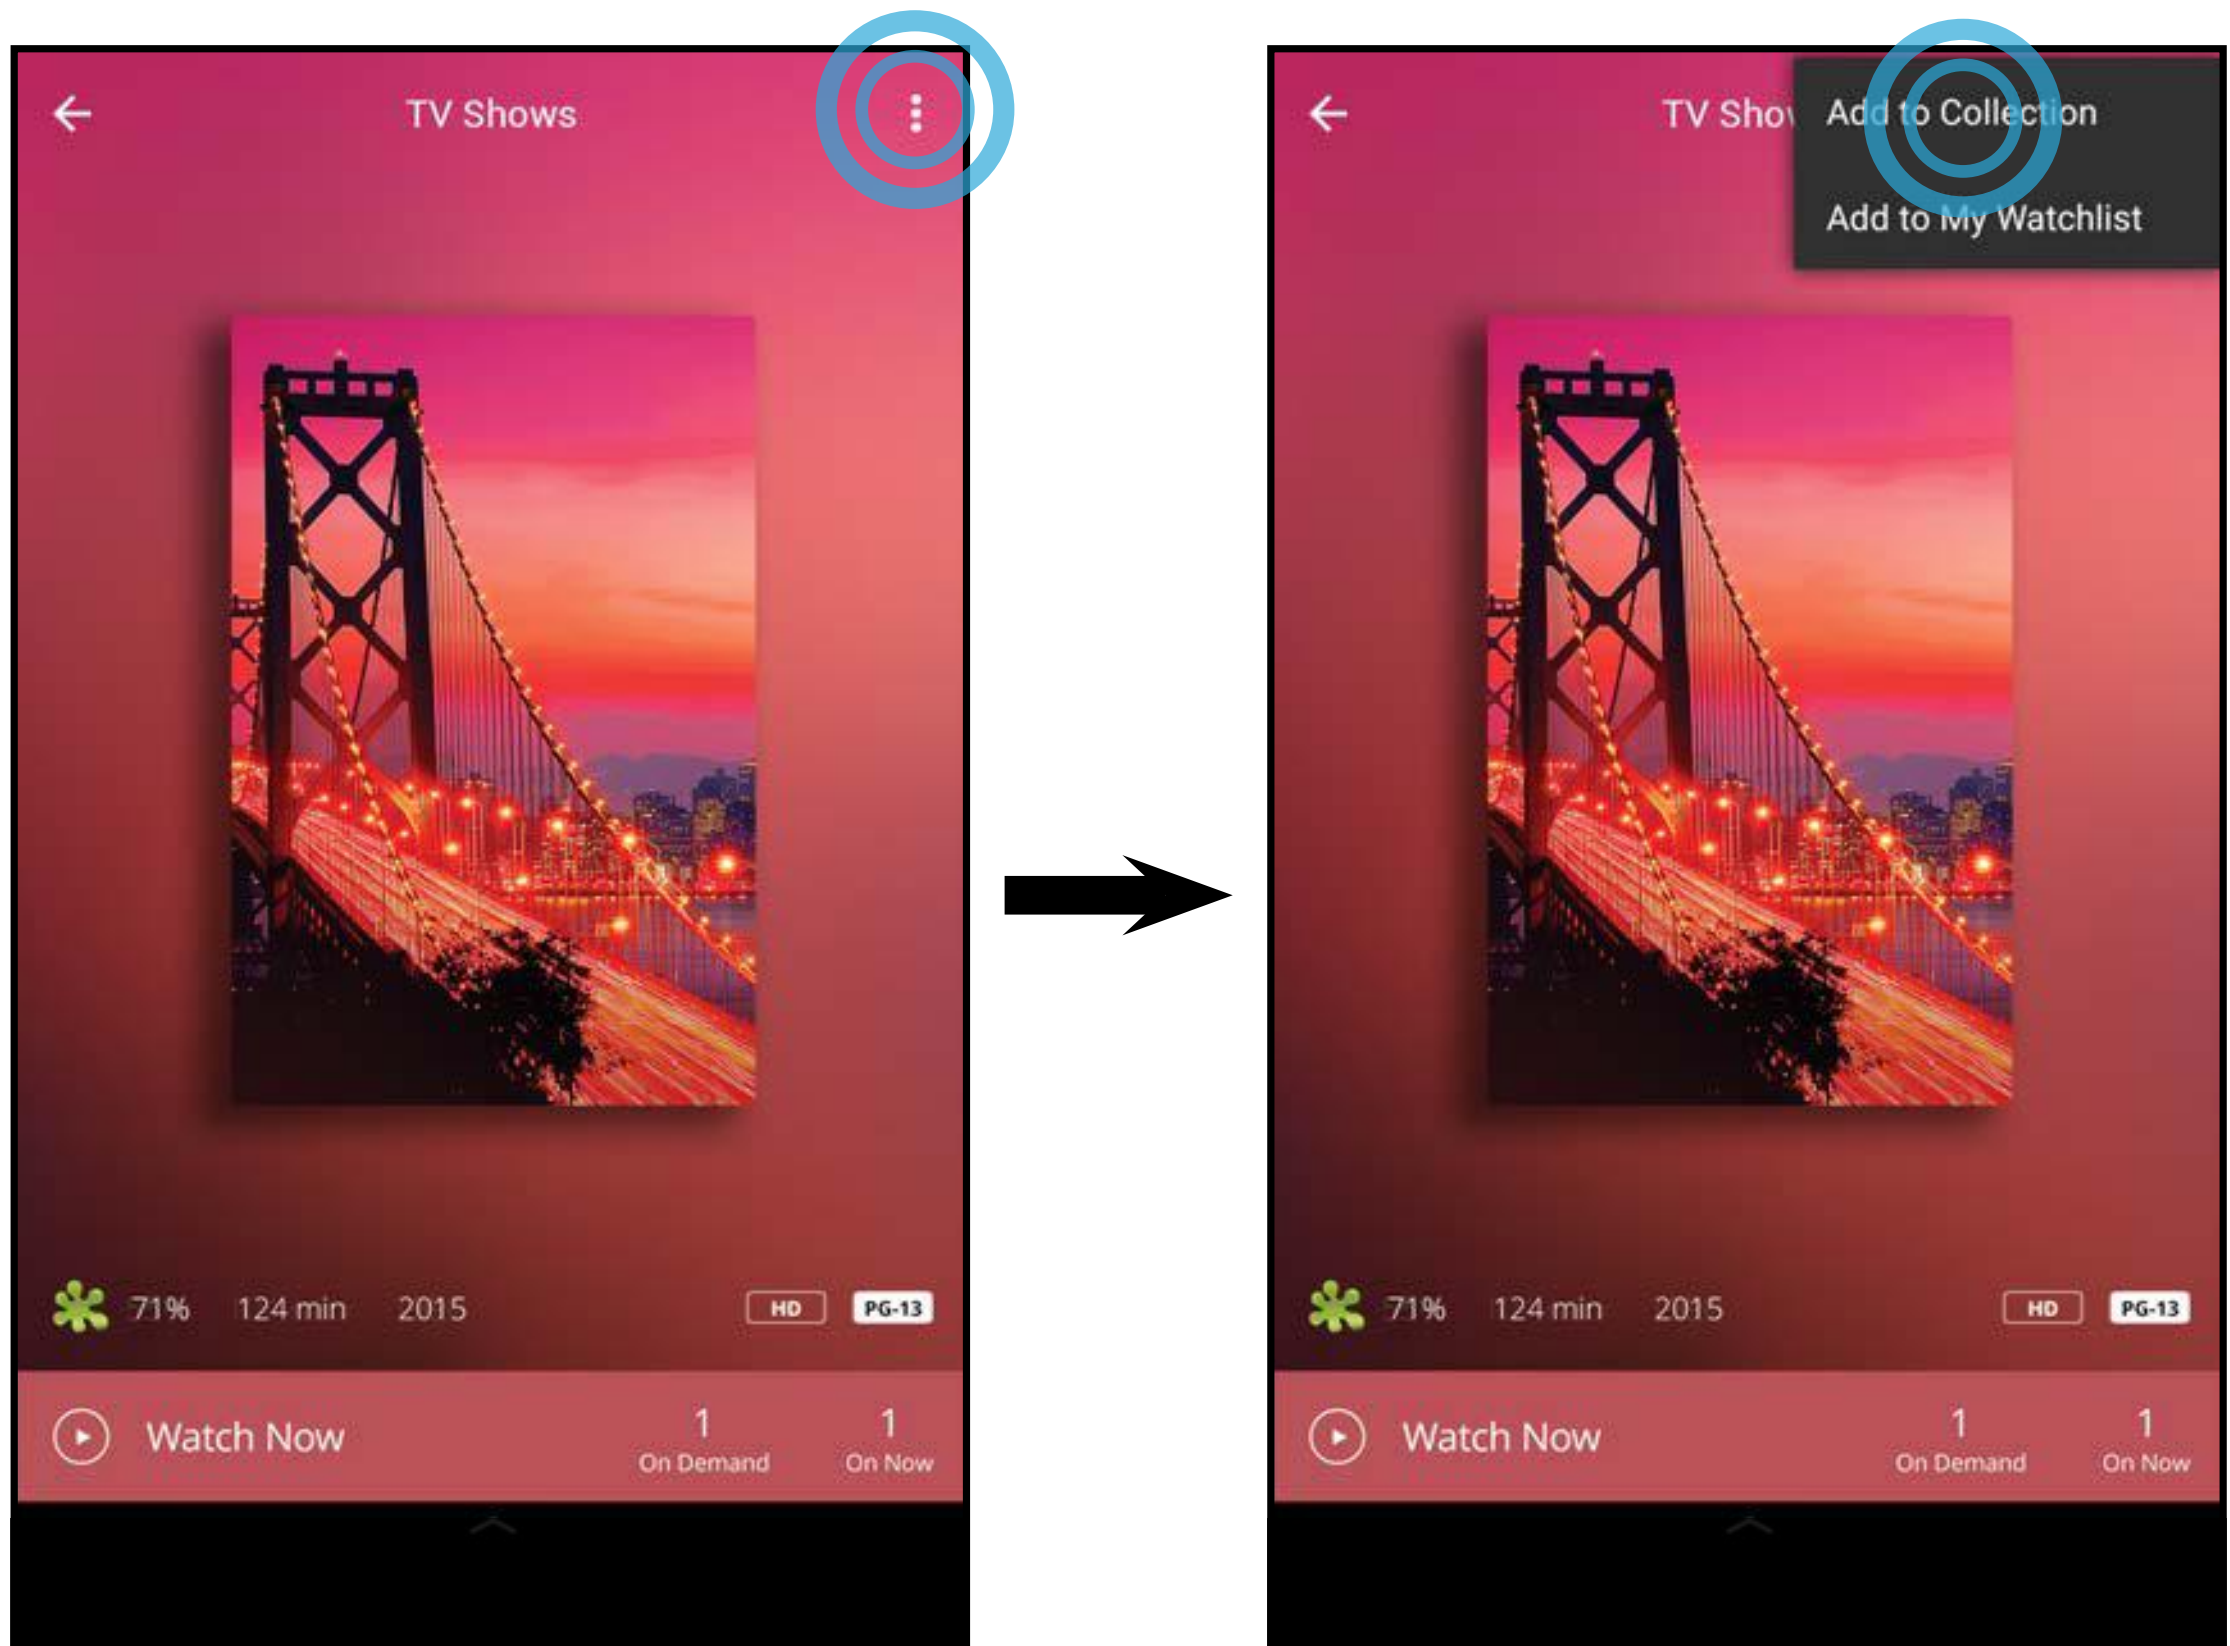 TV Shows
71% 124 min 2015 HD PG-13
Watch Now
1 On Demand
1 On Now
TV Show
Add to Collection
Add to My Watchlist
71% 124 min 2015 HD PG-13
Watch Now
1 On Demand
1 On Now